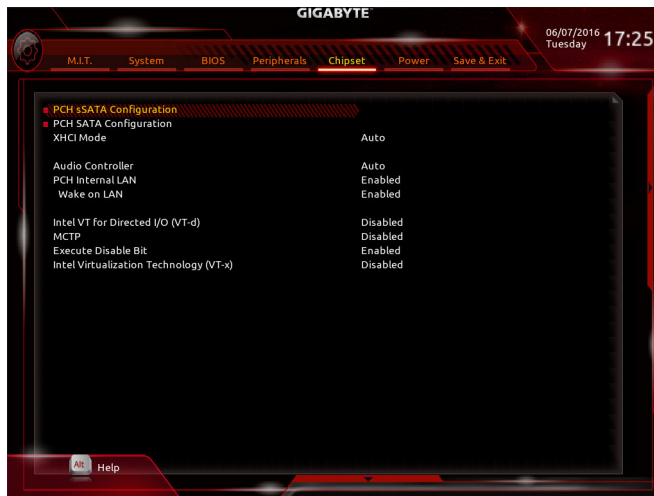 GIGABYTE™
06/07/2016 17:25
Tuesday
M.I.T. System BIOS Peripherals Chipset Power Save & Exit
PCH sSATA Configuration
PCH SATA Configuration
XHCI Mode Auto
Audio Controller Auto
PCH Internal LAN Enabled
Wake on LAN Enabled
Intel VT for Directed I/O (VT-d) Disabled
MCTP Disabled
Execute Disable Bit Enabled
Intel Virtualization Technology (VT-x) Disabled
Alt Help